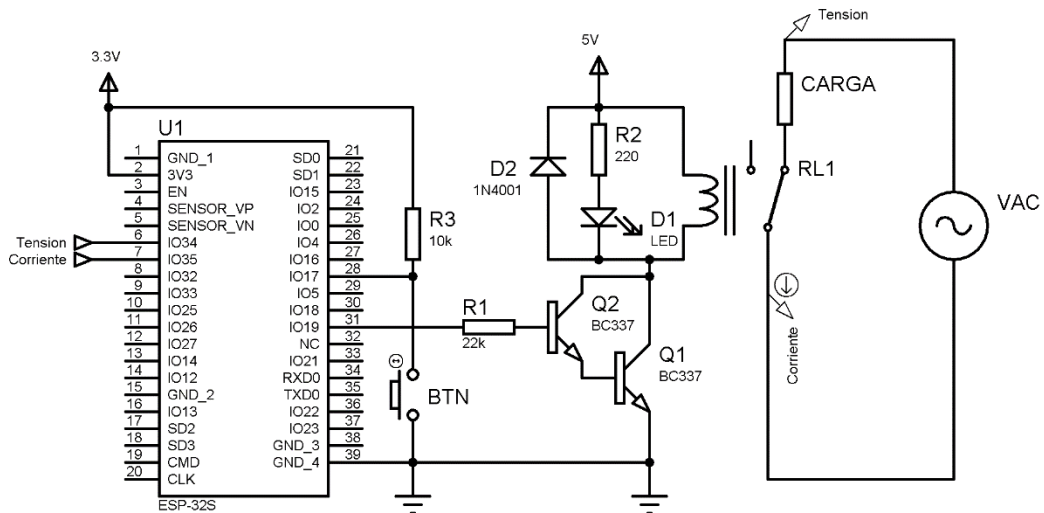 Tension
3.3V
5V
CARGA
U1
1 GND_1 SD0 21
2 3V3 SD1 22
3 EN IO15 23
4 SENSOR_VP IO2 24
5 SENSOR_VN IO0 25
Tension 6 IO34 IO4 26
Corriente 7 IO35 IO16 27
8 IO32 IO17 28
9 IO33 IO5 29
10 IO25 IO18 30
11 IO26 IO19 31
12 IO27 NC 32
13 IO14 IO21 33
14 IO12 RXD0 34
15 GND_2 TXD0 35
16 IO13 IO22 36
17 SD2 IO23 37
18 SD3 GND_3 38
19 CMD GND_4 39
20 CLK
ESP-32S
R3
10k
BTN
R1
22k
D2
1N4001
R2
220
D1
LED
Q2
BC337
Q1
BC337
RL1
VAC
Corriente